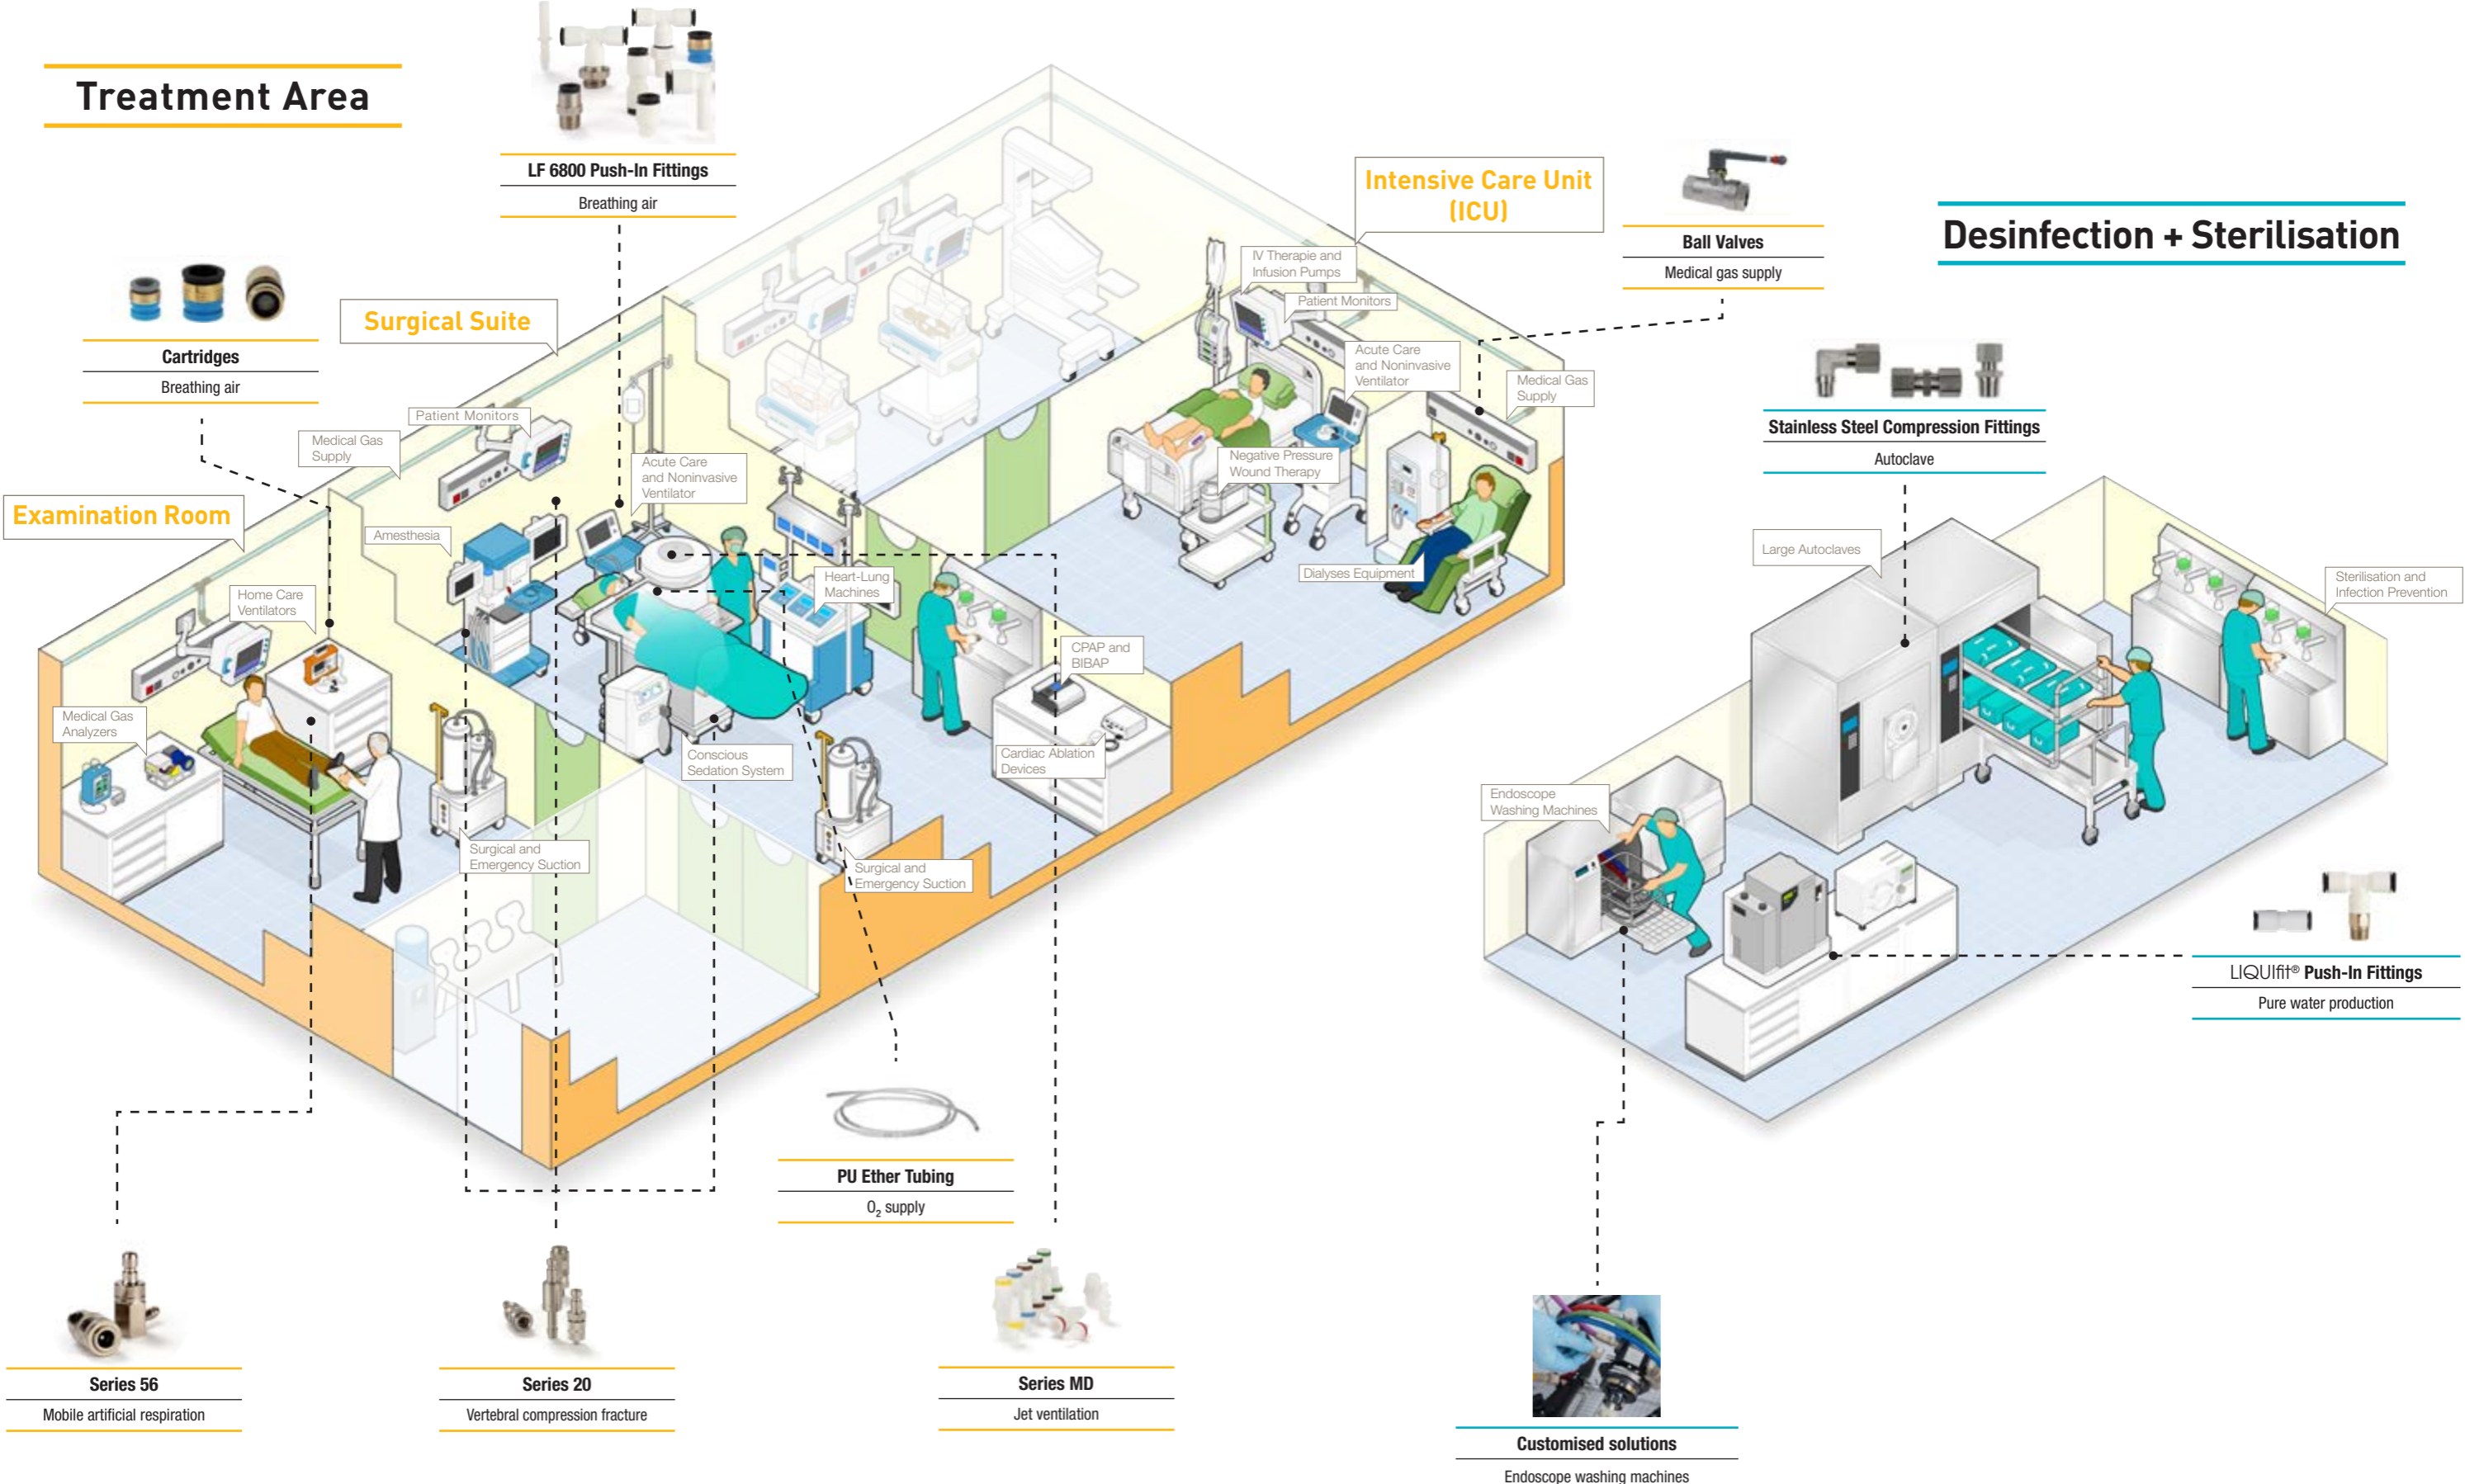 Treatment Area
LF 6800 Push-In Fittings
Breathing air
Intensive Care Unit
(ICU)
Ball Valves
Medical gas supply
Desinfection + Sterilisation
Cartridges
Breathing air
Surgical Suite
IV Therapie and
Infusion Pumps
Patient Monitors
Acute Care
and Noninvasive
Ventilator
Medical Gas
Supply
Stainless Steel Compression Fittings
Autoclave
Patient Monitors
Medical Gas
Supply
Acute Care
and Noninvasive
Ventilator
Negative Pressure
Wound Therapy
Examination Room
Amesthesia
Large Autoclaves
Heart-Lung
Machines
Dialyses Equipment
Sterilisation and
Infection Prevention
Home Care
Ventilators
CPAP and
BIBAP
Medical Gas
Analyzers
Conscious
Sedation System
Cardiac Ablation
Devices
Endoscope
Washing Machines
Surgical and
Emergency Suction
Surgical and
Emergency Suction
LIQUIfit® Push-In Fittings
Pure water production
PU Ether Tubing
O₂ supply
Series 56
Mobile artificial respiration
Series 20
Vertebral compression fracture
Series MD
Jet ventilation
Customised solutions
Endoscope washing machines